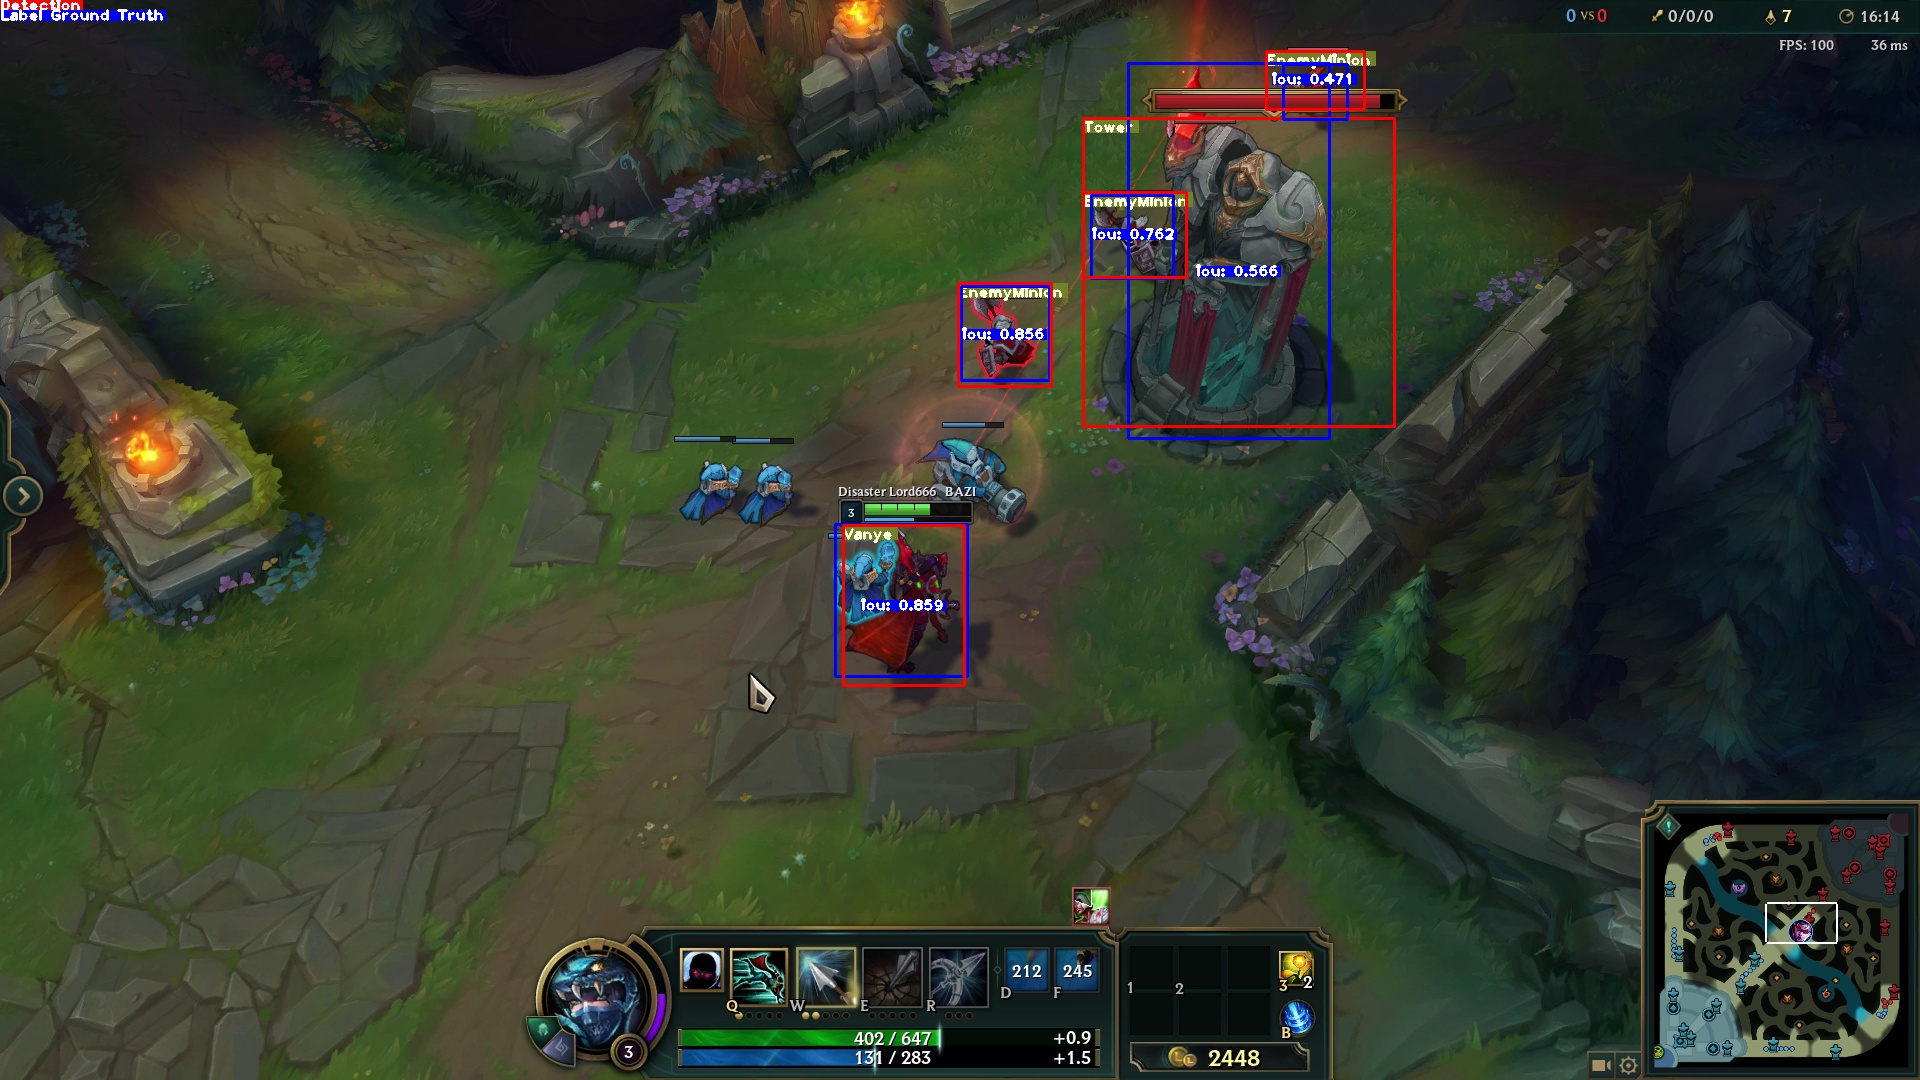 Detection
Label Ground Truth
0 vs 0
0/0/0
7
16:14
FPS: 100
36 ms
EnemyMinion
Iou: 0.471
Tower
EnemyMinion
Iou: 0.762
Iou: 0.566
EnemyMinion
Iou: 0.856
Disaster Lord666 BAZI
3
Vanye
Iou: 0.859
212
245
Q
W
E
R
D
F
1
2
3
2
B
3
402 / 647
+0.9
131 / 283
+1.5
2448